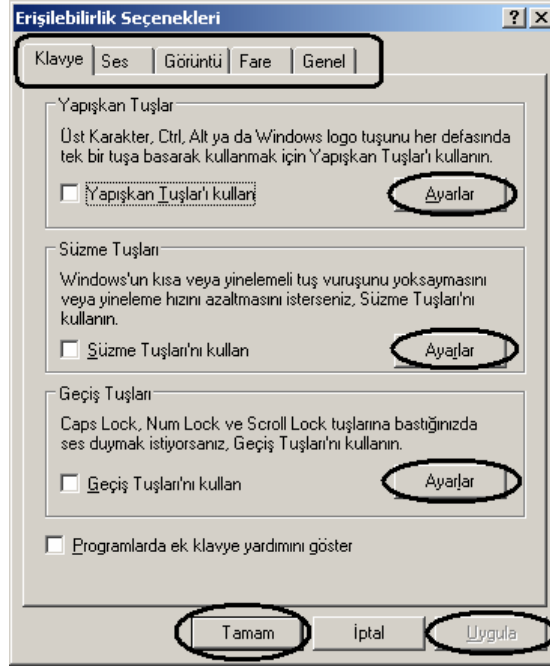 Erişilebilirlik Seçenekleri
Klavye Ses Görüntü Fare Genel
Yapışkan Tuşlar
Üst Karakter, Ctrl, Alt ya da Windows logo tuşunu her defasında
tek bir tuşa basarak kullanmak için Yapışkan Tuşlar'ı kullanın.
Yapışkan Tuşlar'ı kullan
Ayarlar
Süzme Tuşları
Windows'un kısa veya yinelemeli tuş vuruşunu yoksaymasını
veya yineleme hızını azaltmasını isterseniz, Süzme Tuşları'nı
kullanın.
Süzme Tuşları'nı kullan
Ayarlar
Geçiş Tuşları
Caps Lock, Num Lock ve Scroll Lock tuşlarına bastığınızda
ses duymak istiyorsanız, Geçiş Tuşları'nı kullanın.
Geçiş Tuşları'nı kullan
Ayarlar
Programlarda ek klavye yardımını göster
Tamam İptal Uygula